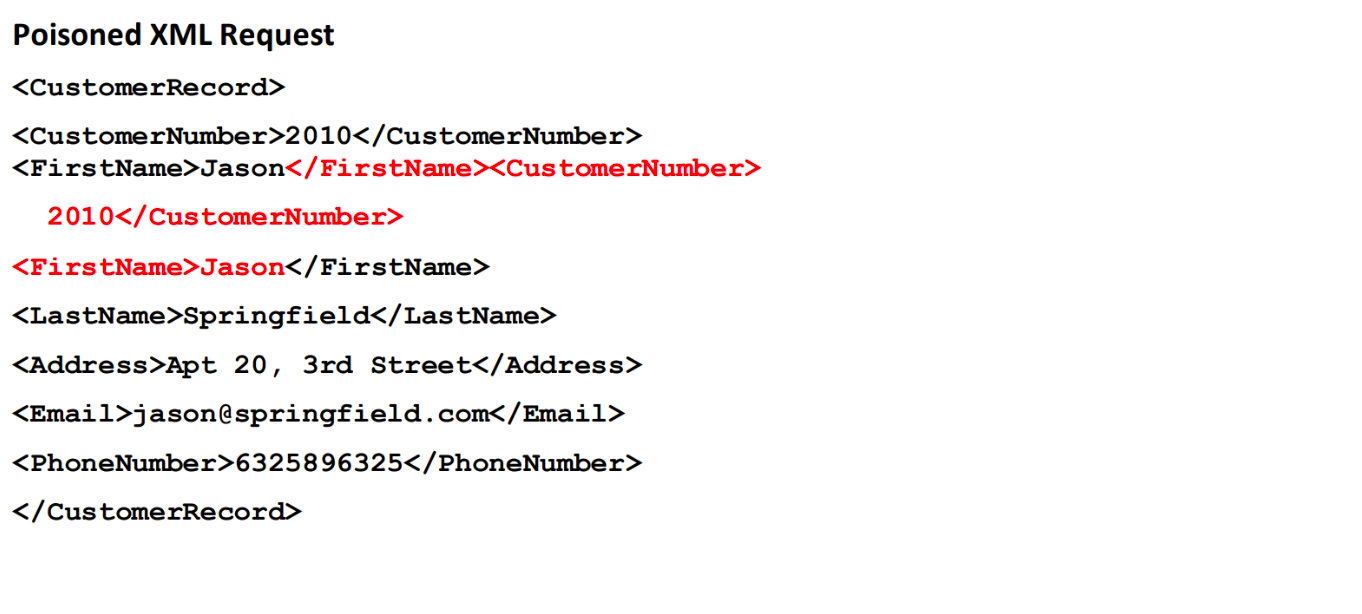 Poisoned XML Request
<CustomerRecord>
<CustomerNumber>2010</CustomerNumber>
<FirstName>Jason</FirstName><CustomerNumber>
2010</CustomerNumber>
<FirstName>Jason</FirstName>
<LastName>Springfield</LastName>
<Address>Apt 20, 3rd Street</Address>
<Email>jason@springfield.com</Email>
<PhoneNumber>6325896325</PhoneNumber>
</CustomerRecord>